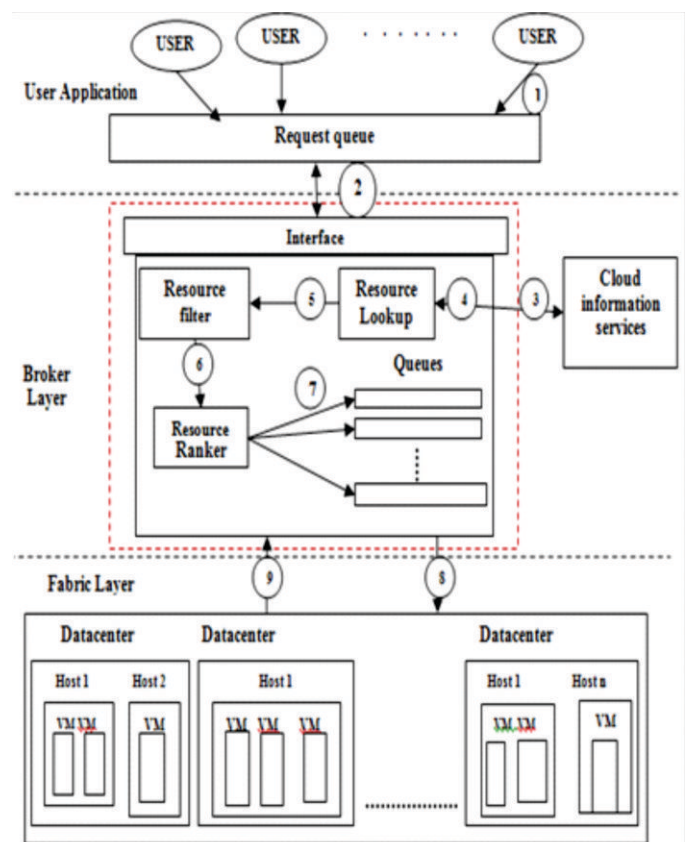 USER USER USER
User Application
1
Request queue
2
Interface
Resource
filter
5
Resource
Lookup
4
3
Cloud
information
services
6
7
Queues
Broker
Layer
Resource
Ranker
9
8
Fabric Layer
Datacenter Datacenter Datacenter
Host 1 Host 2 Host 1 Host 1 Host n
VM VM VM VM VM VM VM VM VM